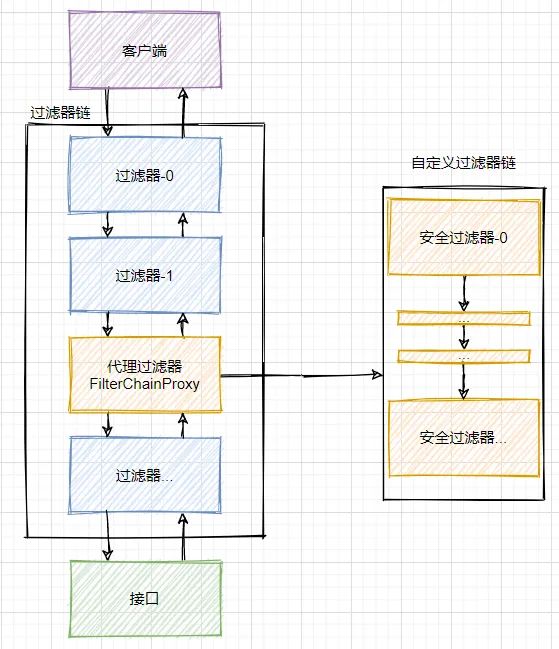 客户端
过滤器链
过滤器-0
过滤器-1
代理过滤器
FilterChainProxy
过滤器...
接口
自定义过滤器链
安全过滤器-0
...
...
安全过滤器...